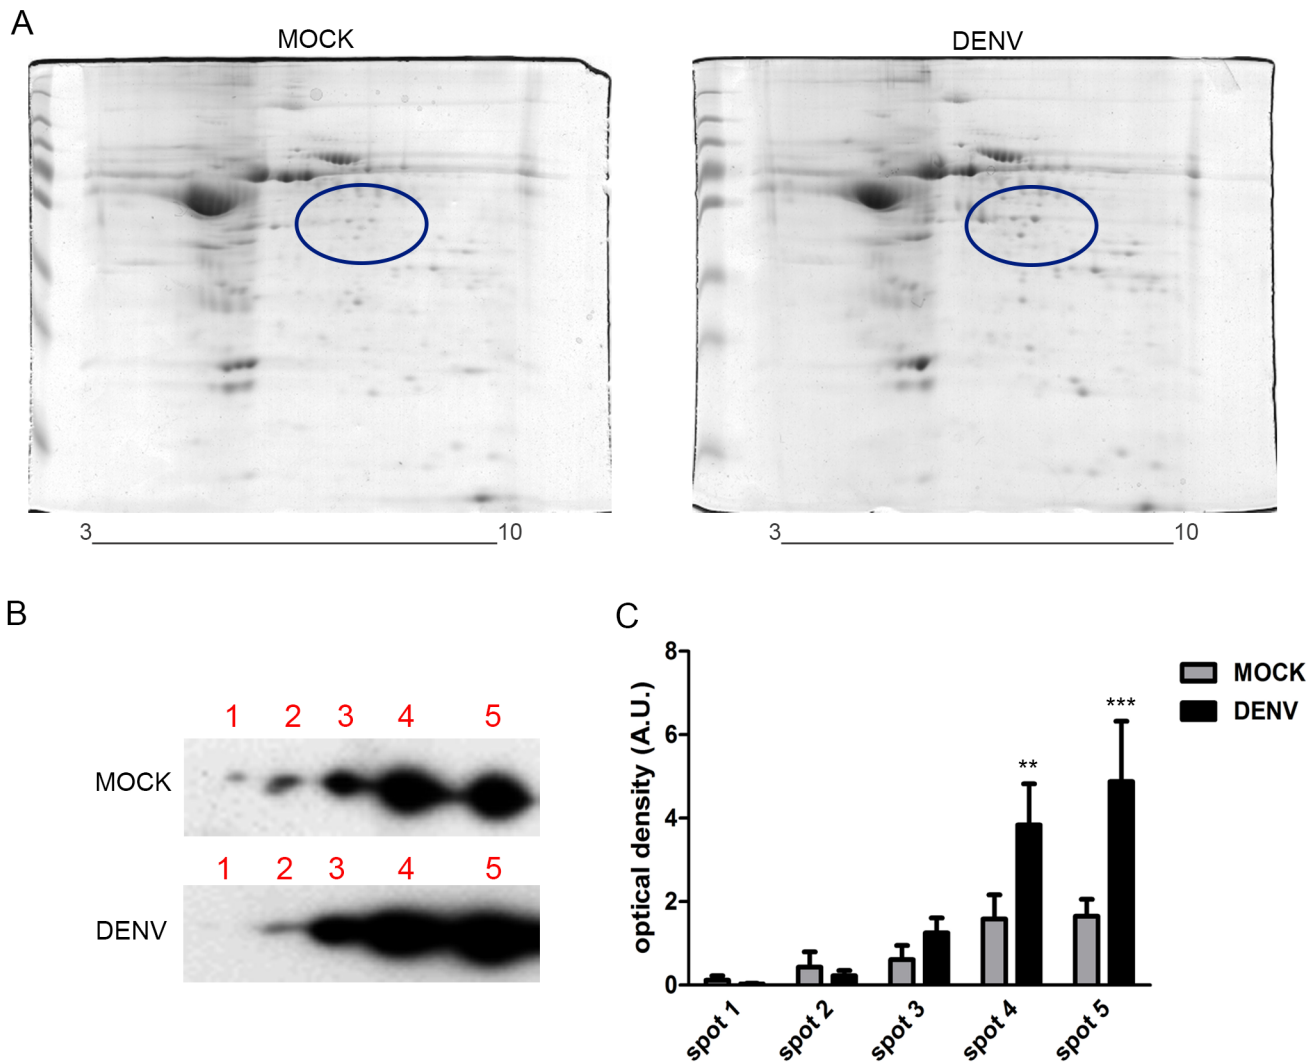 A
MOCK
DENV
3
10
3
10
B
1 2 3 4 5
MOCK
1 2 3 4 5
DENV
C
optical density (A.U.)
8
6
4
2
0
**
***
spot 1
spot 2
spot 3
spot 4
spot 5
MOCK
DENV